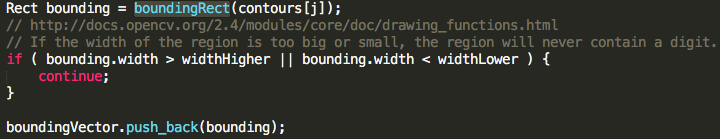 Rect bounding = boundingRect(contours[j]);
// http://docs.opencv.org/2.4/modules/core/doc/drawing_functions.html
// If the width of the region is too big or small, the region will never contain a digit.
if ( bounding.width > widthHigher || bounding.width < widthLower ) {
    continue;
}
boundingVector.push_back(bounding);